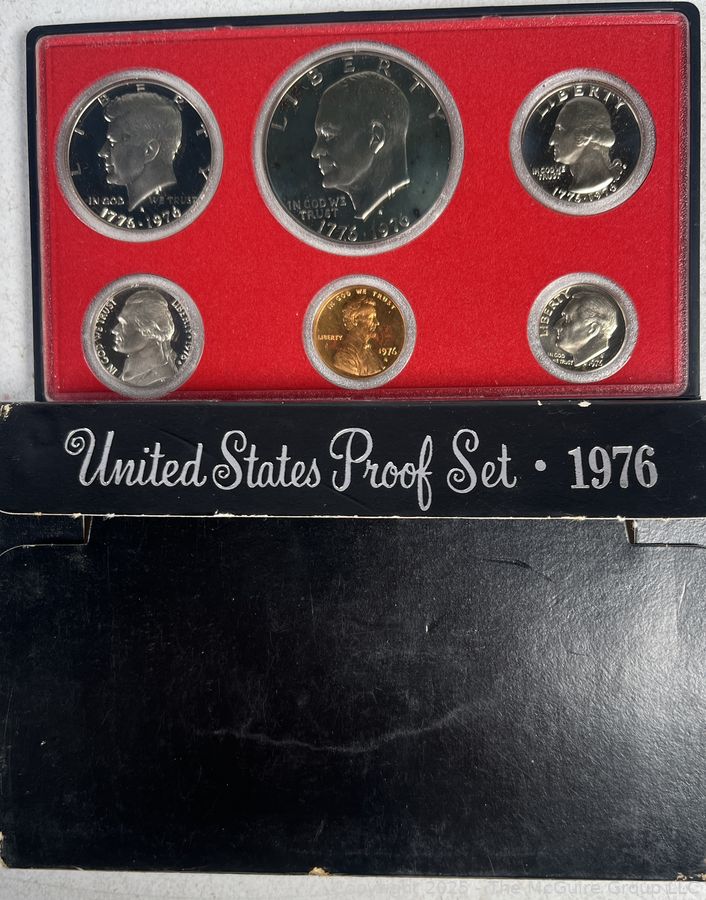 LIBERTY
IN GOD WE TRUST
1776 · 1976
LIBERTY
IN GOD WE
TRUST
1776 · 1976
LIBERTY
IN GOD WE
TRUST
1776-1976
IN GOD WE TRUST
LIBERTY
IN GOD WE TRUST
LIBERTY
1976
S
LIBERTY
IN GOD
WE TRUST
1976
United States Proof Set · 1976
Copyright 2025 - The McGuire Group LLC